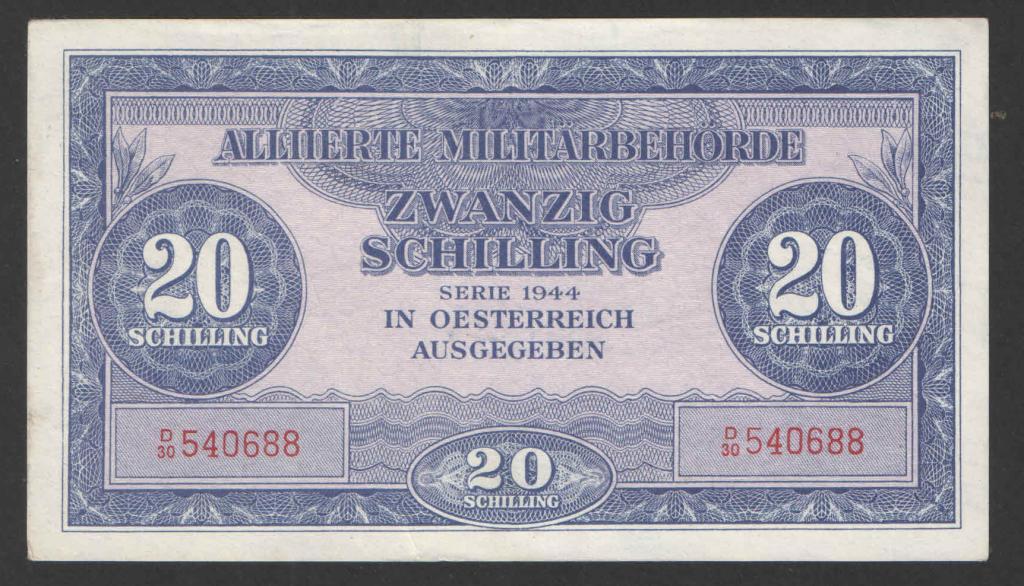 ALLIIERTE MILITÄRBEHÖRDE
ZWANZIG
SCHILLING
SERIE 1944
IN OESTERREICH
AUSGEGEBEN
20
SCHILLING
20
SCHILLING
D/30 540688
D/30 540688
20
SCHILLING